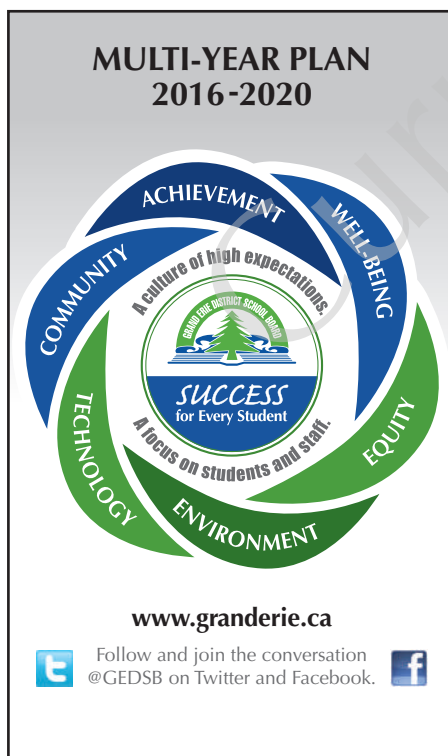 MULTI-YEAR PLAN
2016-2020
ACHIEVEMENT
WELL-BEING
EQUITY
ENVIRONMENT
TECHNOLOGY
COMMUNITY
A culture of high expectations.
GRAND ERIE DISTRICT SCHOOL BOARD
SUCCESS
for Every Student
A focus on students and staff.
www.granderie.ca
Follow and join the conversation
@GEDSB on Twitter and Facebook.
t
f